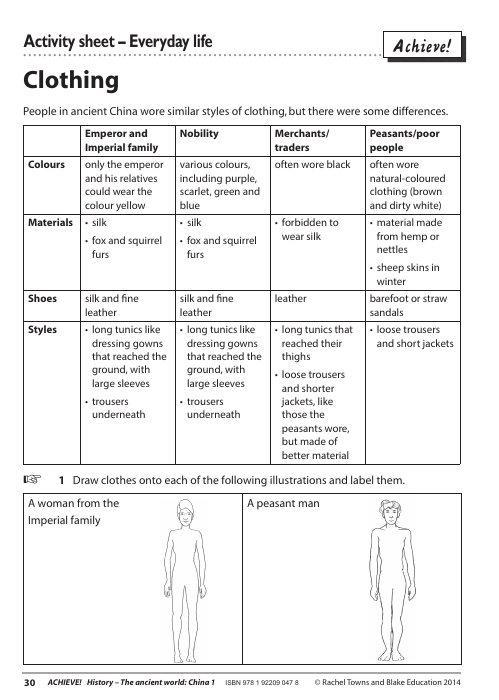 Activity sheet – Everyday life
Achieve!
Clothing
People in ancient China wore similar styles of clothing, but there were some differences.
Emperor and Imperial family
Nobility
Merchants/ traders
Peasants/poor people
Colours
only the emperor
and his relatives
could wear the
colour yellow
various colours,
including purple,
scarlet, green and
blue
often wore black
often wore
natural-coloured
clothing (brown
and dirty white)
Materials
• silk
• fox and squirrel
furs
• silk
• fox and squirrel
furs
• forbidden to
wear silk
• material made
from hemp or
nettles
• sheep skins in
winter
Shoes
silk and fine
leather
silk and fine
leather
leather
barefoot or straw
sandals
Styles
• long tunics like
dressing gowns
that reached the
ground, with
large sleeves
• trousers
underneath
• long tunics like
dressing gowns
that reached the
ground, with
large sleeves
• trousers
underneath
• long tunics that
reached their
thighs
• loose trousers
and shorter
jackets, like
those the
peasants wore,
but made of
better material
• loose trousers
and short jackets
1 Draw clothes onto each of the following illustrations and label them.
A woman from the
Imperial family
A peasant man
30 ACHIEVE! History – The ancient world: China 1 ISBN 978 1 92209 047 8 © Rachel Towns and Blake Education 2014